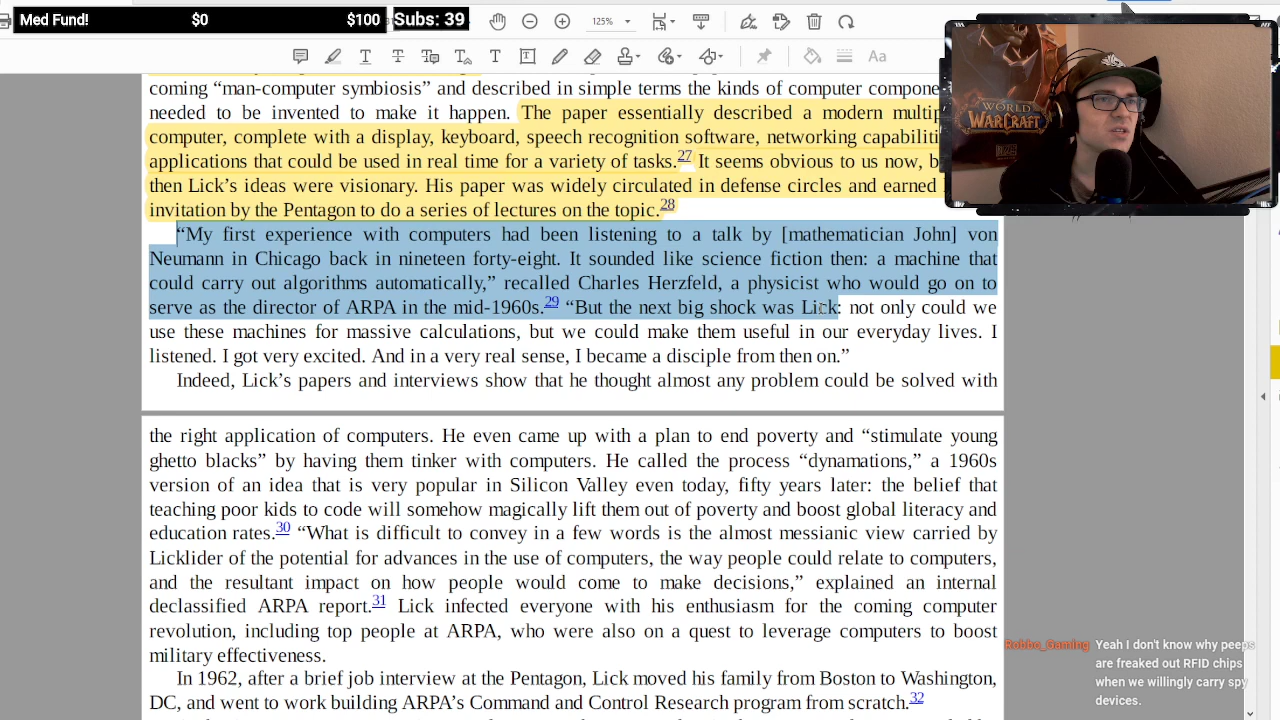 Med Fund! $0 $100 Subs: 39
125%
Aa
WORLD
WARCRAFT
coming “man-computer symbiosis” and described in simple terms the kinds of computer
needed to be invented to make it happen. The paper essentially described a modern
computer, complete with a display, keyboard, speech recognition software, networking
applications that could be used in real time for a variety of tasks.27 It seems obvious to us now,
then Lick’s ideas were visionary. His paper was widely circulated in defense circles and earned
invitation by the Pentagon to do a series of lectures on the topic.28
“My first experience with computers had been listening to a talk by [mathematician John] von
Neumann in Chicago back in nineteen forty-eight. It sounded like science fiction then: a machine that
could carry out algorithms automatically,” recalled Charles Herzfeld, a physicist who would go on to
serve as the director of ARPA in the mid-1960s.29 “But the next big shock was Lick: not only could we
use these machines for massive calculations, but we could make them useful in our everyday lives. I
listened. I got very excited. And in a very real sense, I became a disciple from then on.”
Indeed, Lick’s papers and interviews show that he thought almost any problem could be solved with
the right application of computers. He even came up with a plan to end poverty and “stimulate young
ghetto blacks” by having them tinker with computers. He called the process “dynamations,” a 1960s
version of an idea that is very popular in Silicon Valley even today, fifty years later: the belief that
teaching poor kids to code will somehow magically lift them out of poverty and boost global literacy and
education rates.30 “What is difficult to convey in a few words is the almost messianic view carried by
Licklider of the potential for advances in the use of computers, the way people could relate to computers,
and the resultant impact on how people would come to make decisions,” explained an internal
declassified ARPA report.31 Lick infected everyone with his enthusiasm for the coming computer
revolution, including top people at ARPA, who were also on a quest to leverage computers to boost
military effectiveness.
In 1962, after a brief job interview at the Pentagon, Lick moved his family from Boston to Washington,
DC, and went to work building ARPA’s Command and Control Research program from scratch.32
Robbo_Gaming Yeah I don't know why peeps
are freaked out RFID chips
when we willingly carry spy
devices.